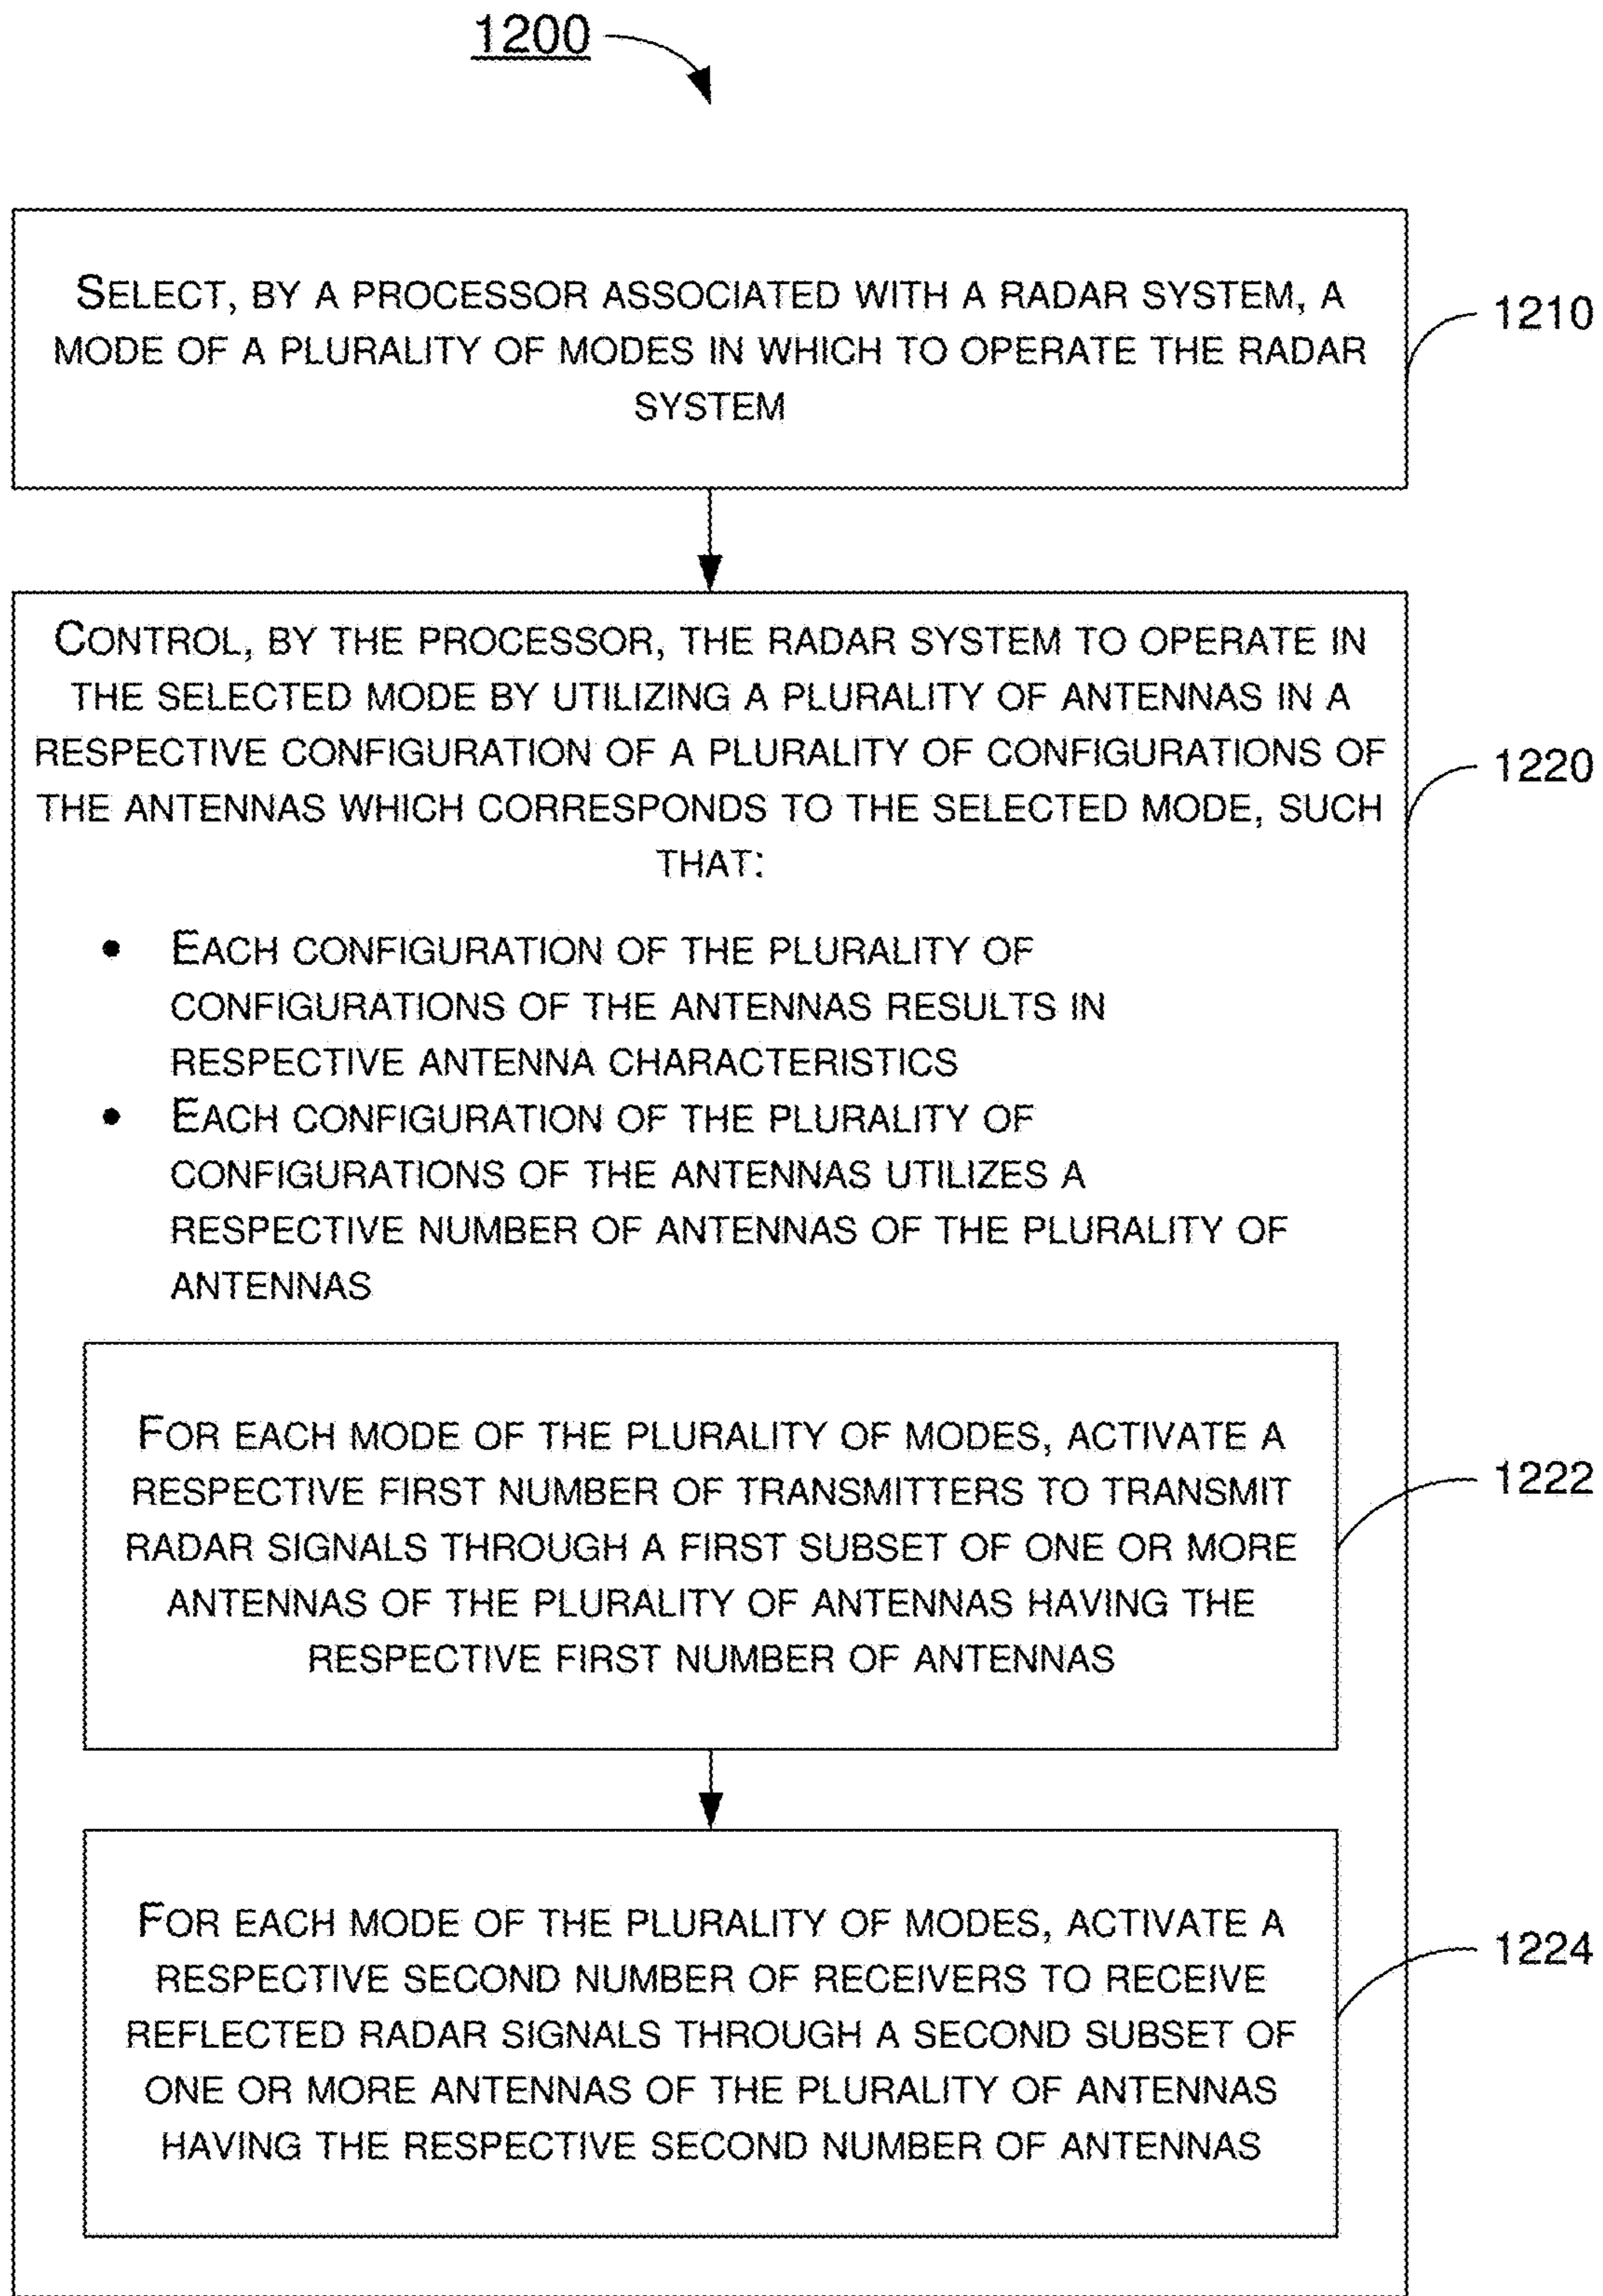 1200
SELECT, BY A PROCESSOR ASSOCIATED WITH A RADAR SYSTEM, A
MODE OF A PLURALITY OF MODES IN WHICH TO OPERATE THE RADAR
SYSTEM
1210
CONTROL, BY THE PROCESSOR, THE RADAR SYSTEM TO OPERATE IN
THE SELECTED MODE BY UTILIZING A PLURALITY OF ANTENNAS IN A
RESPECTIVE CONFIGURATION OF A PLURALITY OF CONFIGURATIONS OF
THE ANTENNAS WHICH CORRESPONDS TO THE SELECTED MODE, SUCH
THAT:
1220
• EACH CONFIGURATION OF THE PLURALITY OF
CONFIGURATIONS OF THE ANTENNAS RESULTS IN
RESPECTIVE ANTENNA CHARACTERISTICS
• EACH CONFIGURATION OF THE PLURALITY OF
CONFIGURATIONS OF THE ANTENNAS UTILIZES A
RESPECTIVE NUMBER OF ANTENNAS OF THE PLURALITY OF
ANTENNAS
FOR EACH MODE OF THE PLURALITY OF MODES, ACTIVATE A
RESPECTIVE FIRST NUMBER OF TRANSMITTERS TO TRANSMIT
RADAR SIGNALS THROUGH A FIRST SUBSET OF ONE OR MORE
ANTENNAS OF THE PLURALITY OF ANTENNAS HAVING THE
RESPECTIVE FIRST NUMBER OF ANTENNAS
1222
FOR EACH MODE OF THE PLURALITY OF MODES, ACTIVATE A
RESPECTIVE SECOND NUMBER OF RECEIVERS TO RECEIVE
REFLECTED RADAR SIGNALS THROUGH A SECOND SUBSET OF
ONE OR MORE ANTENNAS OF THE PLURALITY OF ANTENNAS
HAVING THE RESPECTIVE SECOND NUMBER OF ANTENNAS
1224